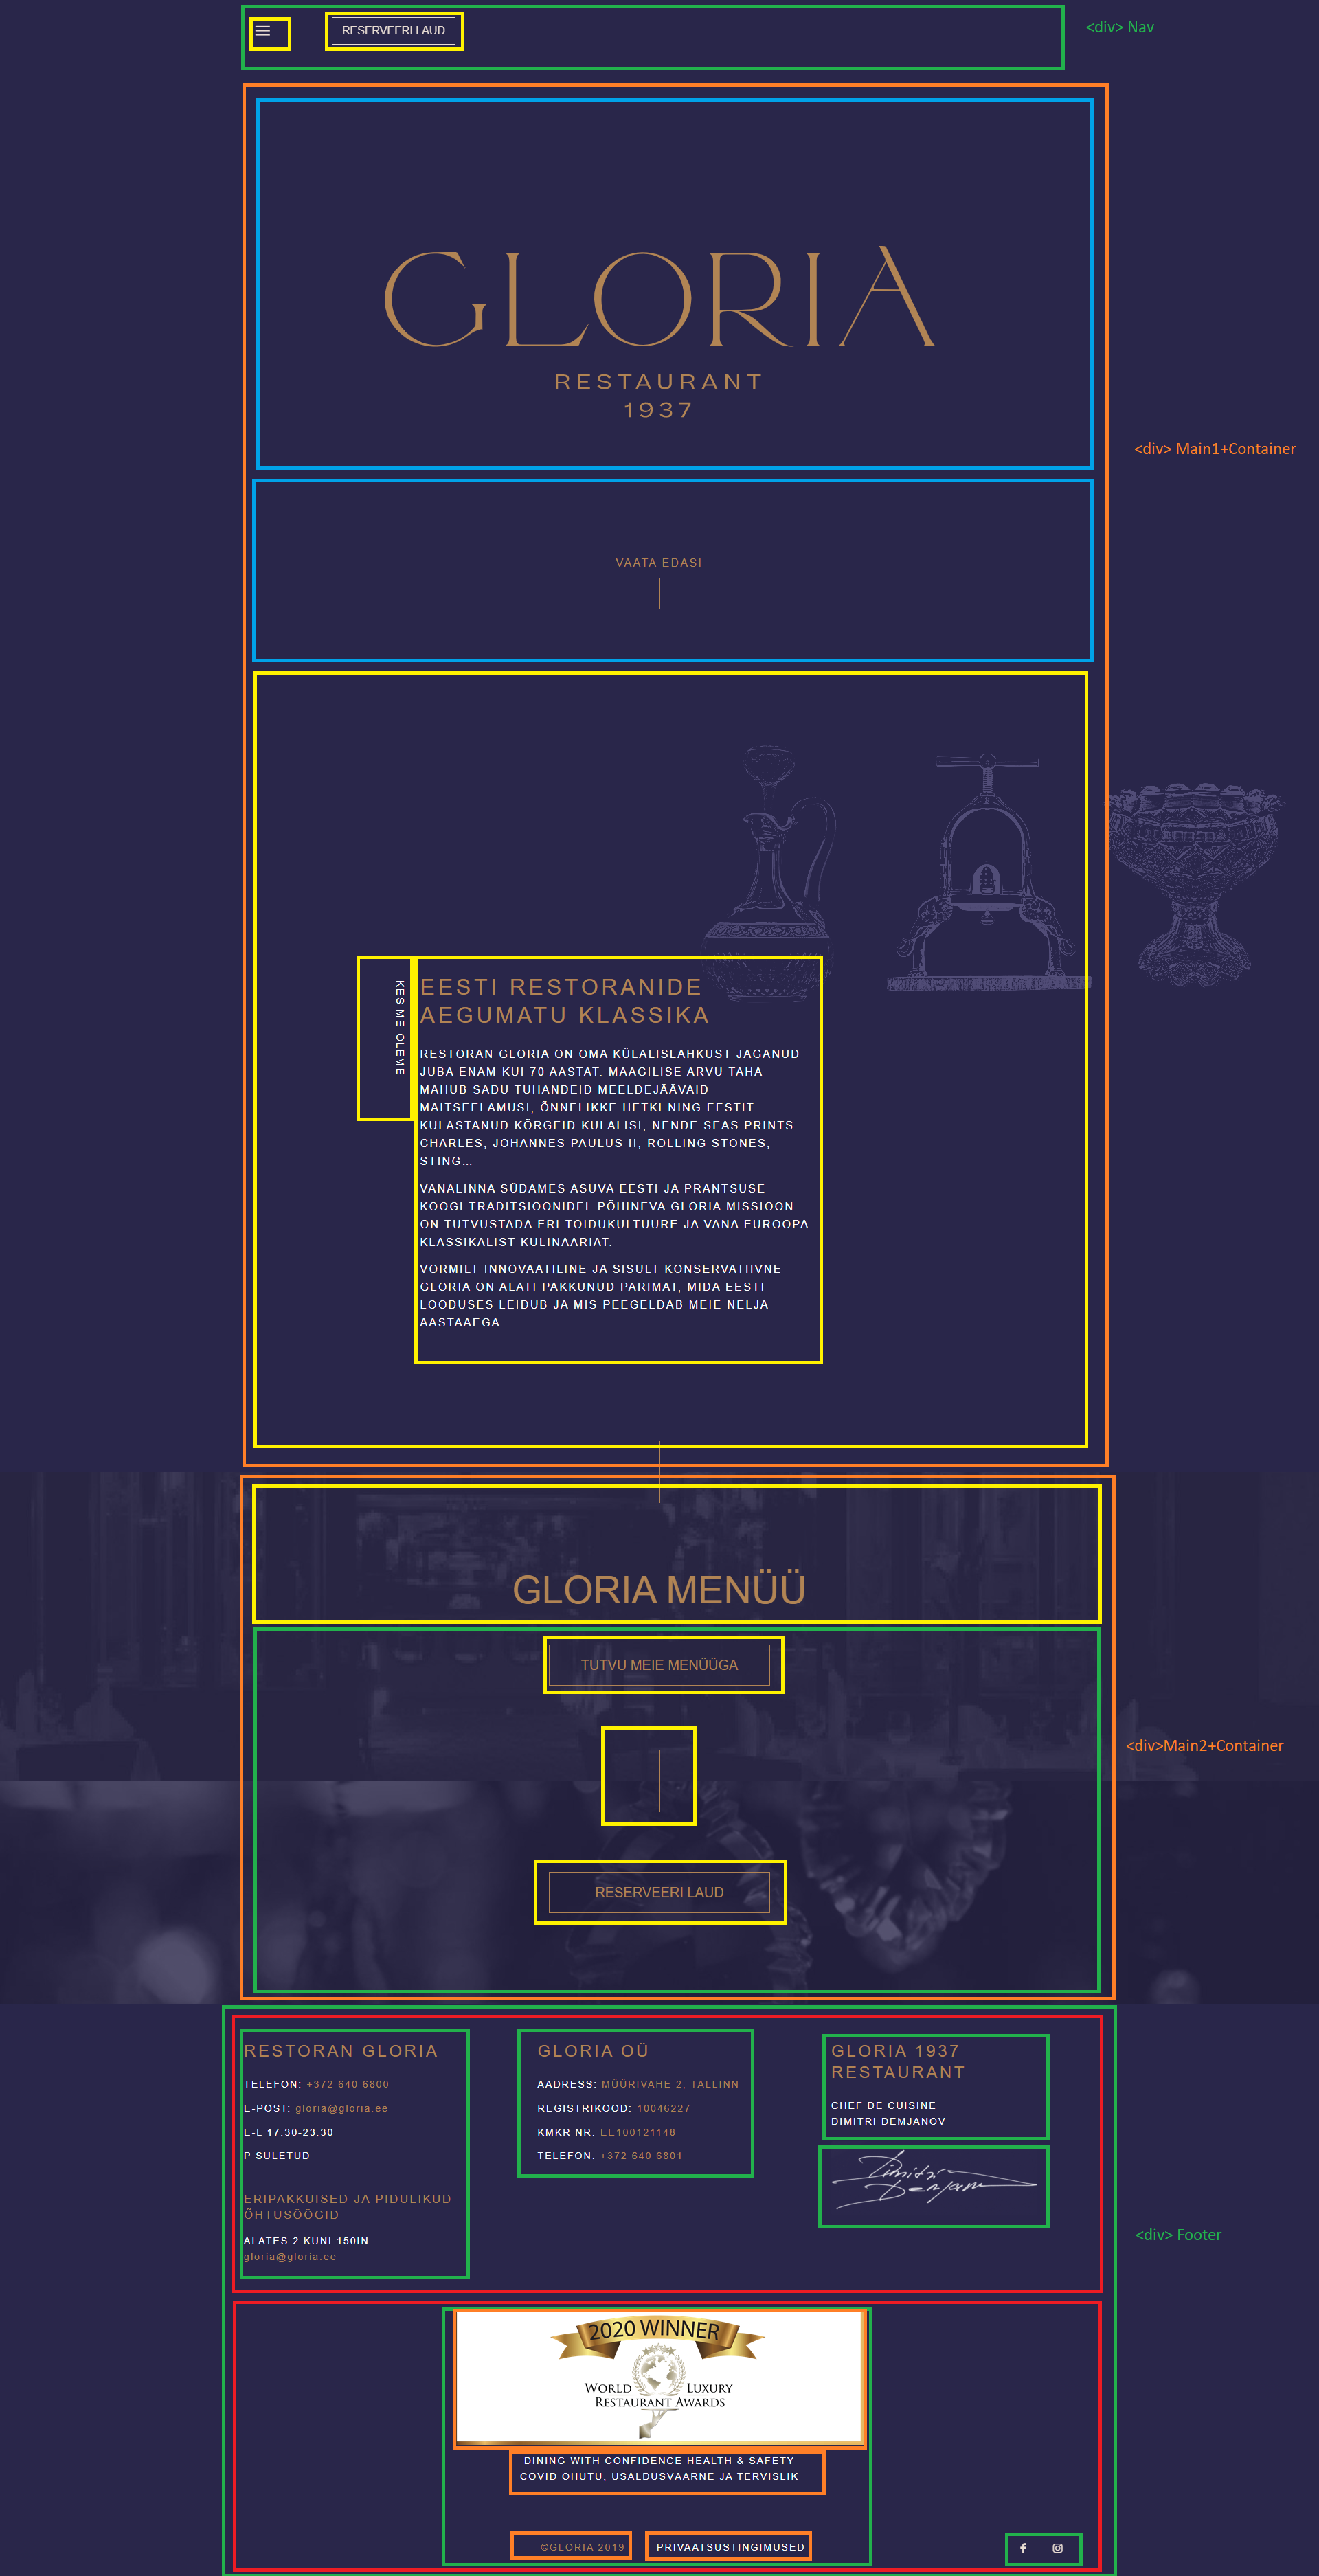 RESERVEERI LAUD
<div> Nav
GLORIA
RESTAURANT
1937
<div> Main1+Container
VAATA EDASI
KES ME OLEME
EESTI RESTORANIDE
AEGUMATU KLASSIKA
RESTORAN GLORIA ON OMA KÜLALISLAHKUST JAGANUD
JUBA ENAM KUI 70 AASTAT. MAAGILISE ARVU TAHA
MAHUB SADU TUHANDEID MEELDEJÄÄVAID
MAITSEELAMUSI, ÕNNELIKKE HETKI NING EESTIT
KÜLASTANUD KÕRGEID KÜLALISI, NENDE SEAS PRINTS
CHARLES, JOHANNES PAULUS II, ROLLING STONES,
STING…
VANALINNA SÜDAMES ASUVA EESTI JA PRANTSUSE
KÖÖGI TRADITSIOONIDEL PÕHINEVA GLORIA MISSIOON
ON TUTVUSTADA ERI TOIDUKULTUURE JA VANA EUROOPA
KLASSIKALIST KULINAARIAT.
VORMILT INNOVAATILINE JA SISULT KONSERVATIIVNE
GLORIA ON ALATI PAKKUNUD PARIMAT, MIDA EESTI
LOODUSES LEIDUB JA MIS PEEGELDAB MEIE NELJA
AASTAAEGA.
GLORIA MENÜÜ
TUTVU MEIE MENÜÜGA
<div>Main2+Container
RESERVEERI LAUD
RESTORAN GLORIA
TELEFON: +372 640 6800
E-POST: gloria@gloria.ee
E-L 17.30-23.30
P SULETUD
ERIPAKKUISED JA PIDULIKUD
ÕHTUSÖÖGID
ALATES 2 KUNI 150IN
gloria@gloria.ee
GLORIA OÜ
AADRESS: MÜÜRIVAHE 2, TALLINN
REGISTRIKOOD: 10046227
KMKR NR. EE100121148
TELEFON: +372 640 6801
GLORIA 1937
RESTAURANT
CHEF DE CUISINE
DIMITRI DEMJANOV
<div> Footer
2020 WINNER
WORLD LUXURY
RESTAURANT AWARDS
DINING WITH CONFIDENCE HEALTH & SAFETY
COVID OHUTU, USALDUSVÄÄRNE JA TERVISLIK
©GLORIA 2019
PRIVAATSUSTINGIMUSED